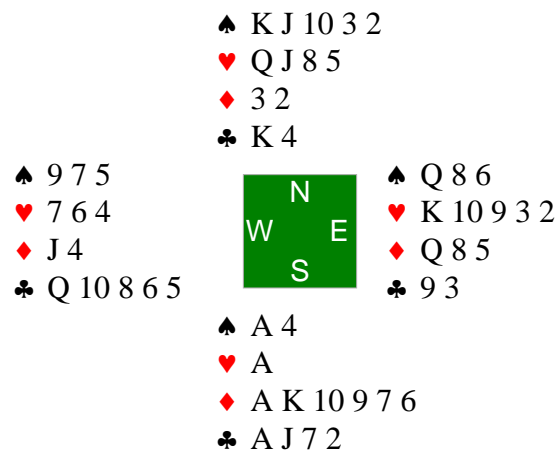 ♠ K J 10 3 2
♥ Q J 8 5
♦ 3 2
♣ K 4
♠ 9 7 5
♥ 7 6 4
♦ J 4
♣ Q 10 8 6 5
N
W E
S
♠ Q 8 6
♥ K 10 9 3 2
♦ Q 8 5
♣ 9 3
♠ A 4
♥ A
♦ A K 10 9 7 6
♣ A J 7 2